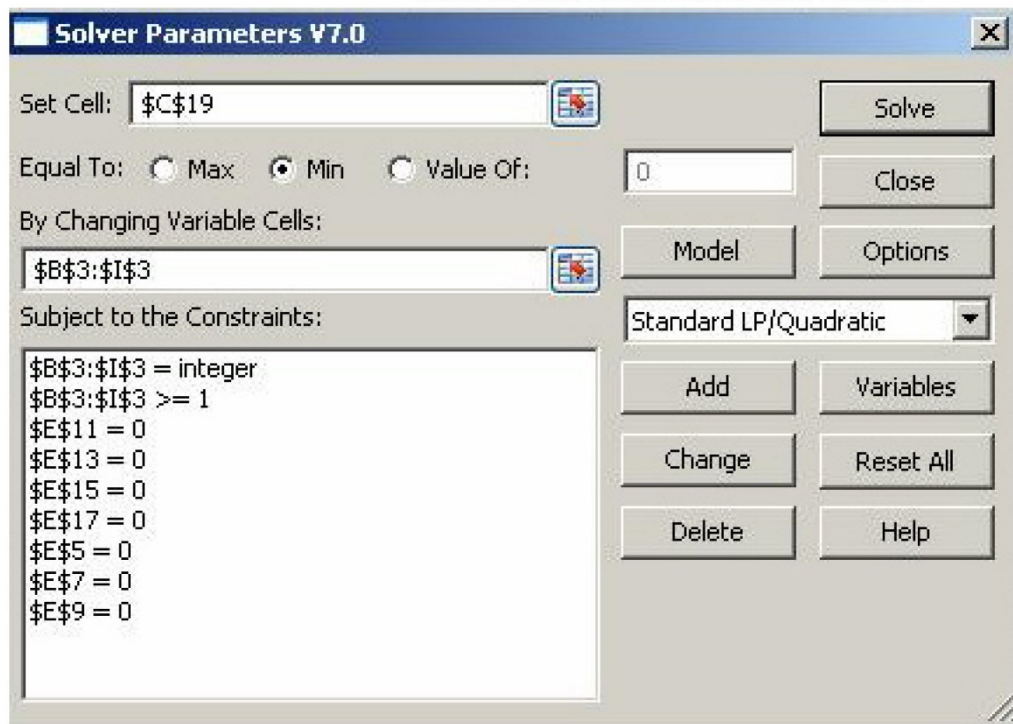 Solver Parameters V7.0
Set Cell: $C$19
Solve
Equal To: Max Min Value Of: 0
Close
By Changing Variable Cells:
$B$3:$I$3
Model
Options
Subject to the Constraints:
Standard LP/Quadratic
$B$3:$I$3 = integer
$B$3:$I$3 >= 1
$E$11 = 0
$E$13 = 0
$E$15 = 0
$E$17 = 0
$E$5 = 0
$E$7 = 0
$E$9 = 0
Add
Variables
Change
Reset All
Delete
Help